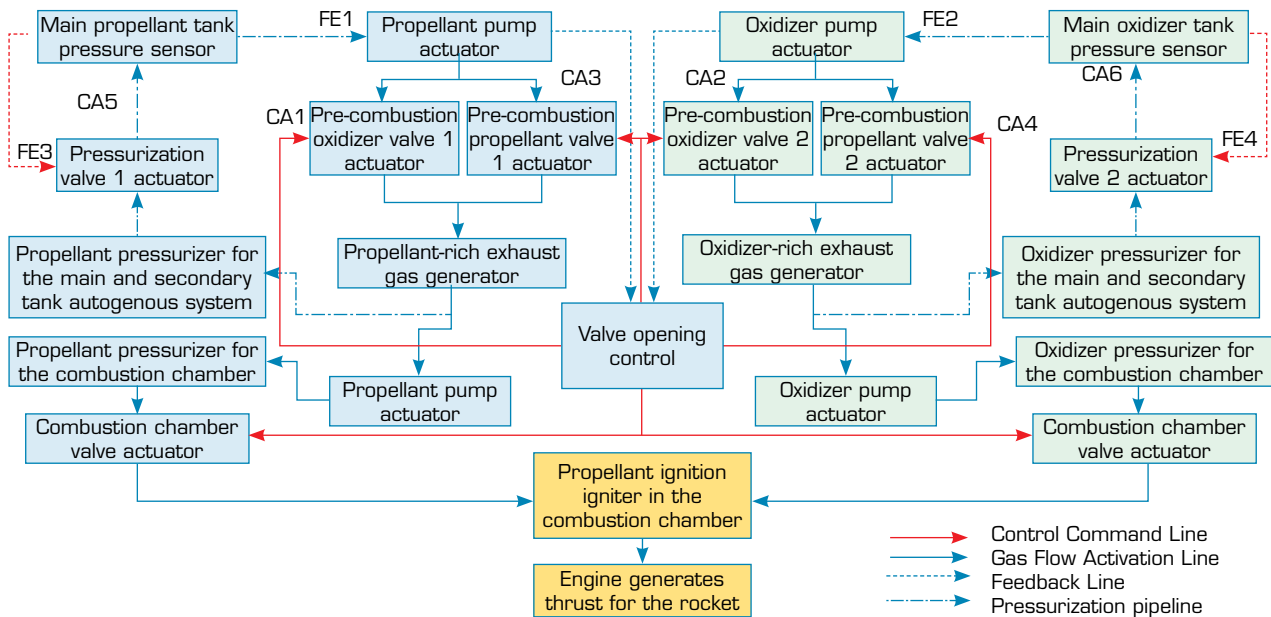 Main propellant tank
pressure sensor
FE1
Propellant pump
actuator
Oxidizer pump
actuator
FE2
Main oxidizer tank
pressure sensor
CA5
CA3
CA2
CA6
CA1
Pre-combustion
oxidizer valve 1
actuator
Pre-combustion
propellant valve
1 actuator
Pre-combustion
oxidizer valve 2
actuator
Pre-combustion
propellant valve
2 actuator
CA4
FE3
Pressurization
valve 1 actuator
Pressurization
valve 2 actuator
FE4
Propellant pressurizer for
the main and secondary
tank autogenous system
Propellant-rich exhaust
gas generator
Oxidizer-rich exhaust
gas generator
Oxidizer pressurizer for
the main and secondary
tank autogenous system
Valve opening
control
Propellant pressurizer for
the combustion chamber
Propellant pump
actuator
Oxidizer pump
actuator
Oxidizer pressurizer for
the combustion chamber
Combustion chamber
valve actuator
Combustion chamber
valve actuator
Propellant ignition
igniter in the
combustion chamber
Engine generates
thrust for the rocket
Control Command Line
Gas Flow Activation Line
Feedback Line
Pressurization pipeline